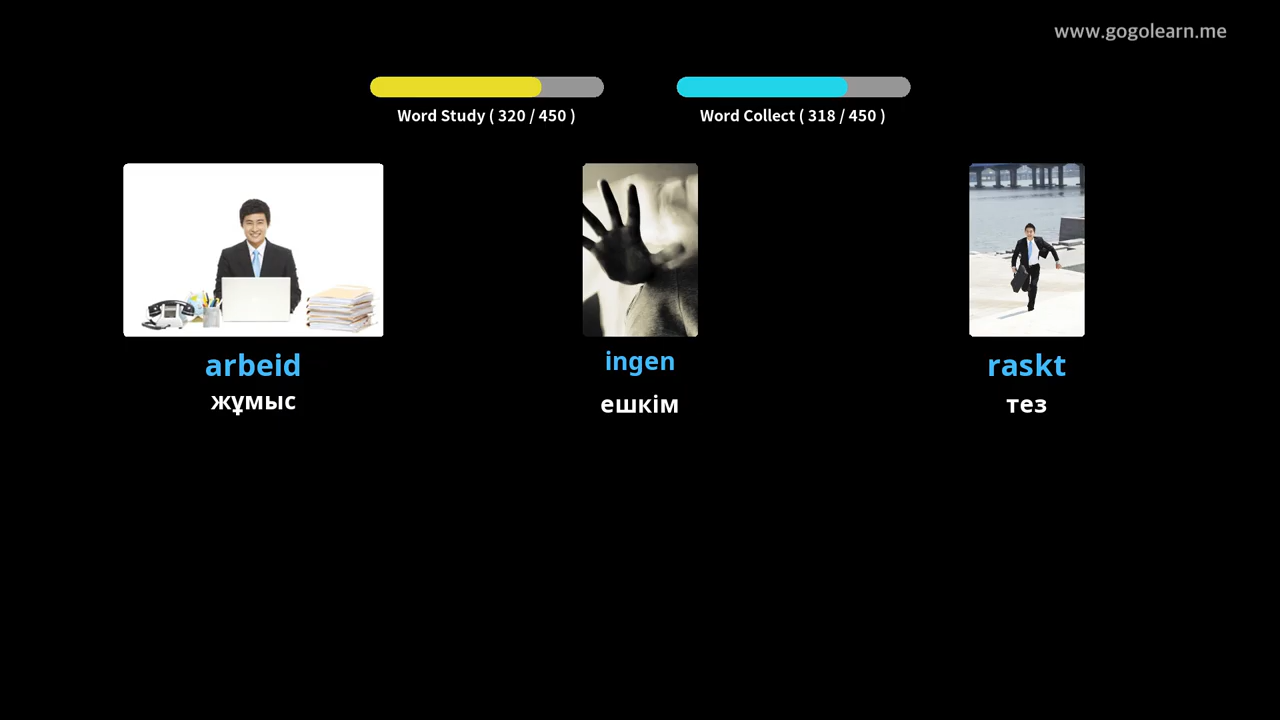 www.gogolearn.me
Word Study ( 320 / 450 )
Word Collect ( 318 / 450 )
arbeid
жұмыс
ingen
ешкім
raskt
тез